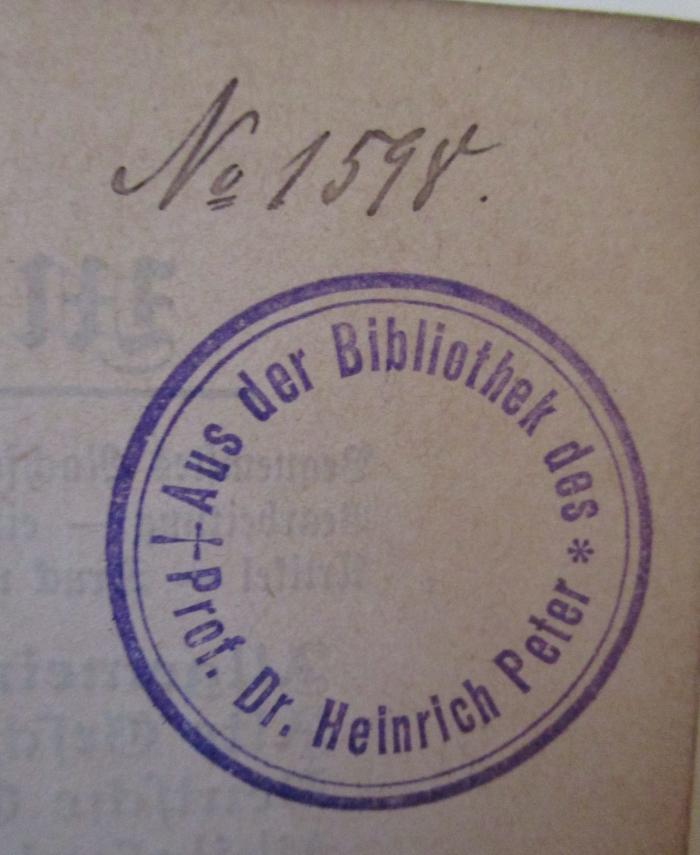 No 1598.
Aus der Bibliothek des
Prof. Dr. Heinrich Peter *